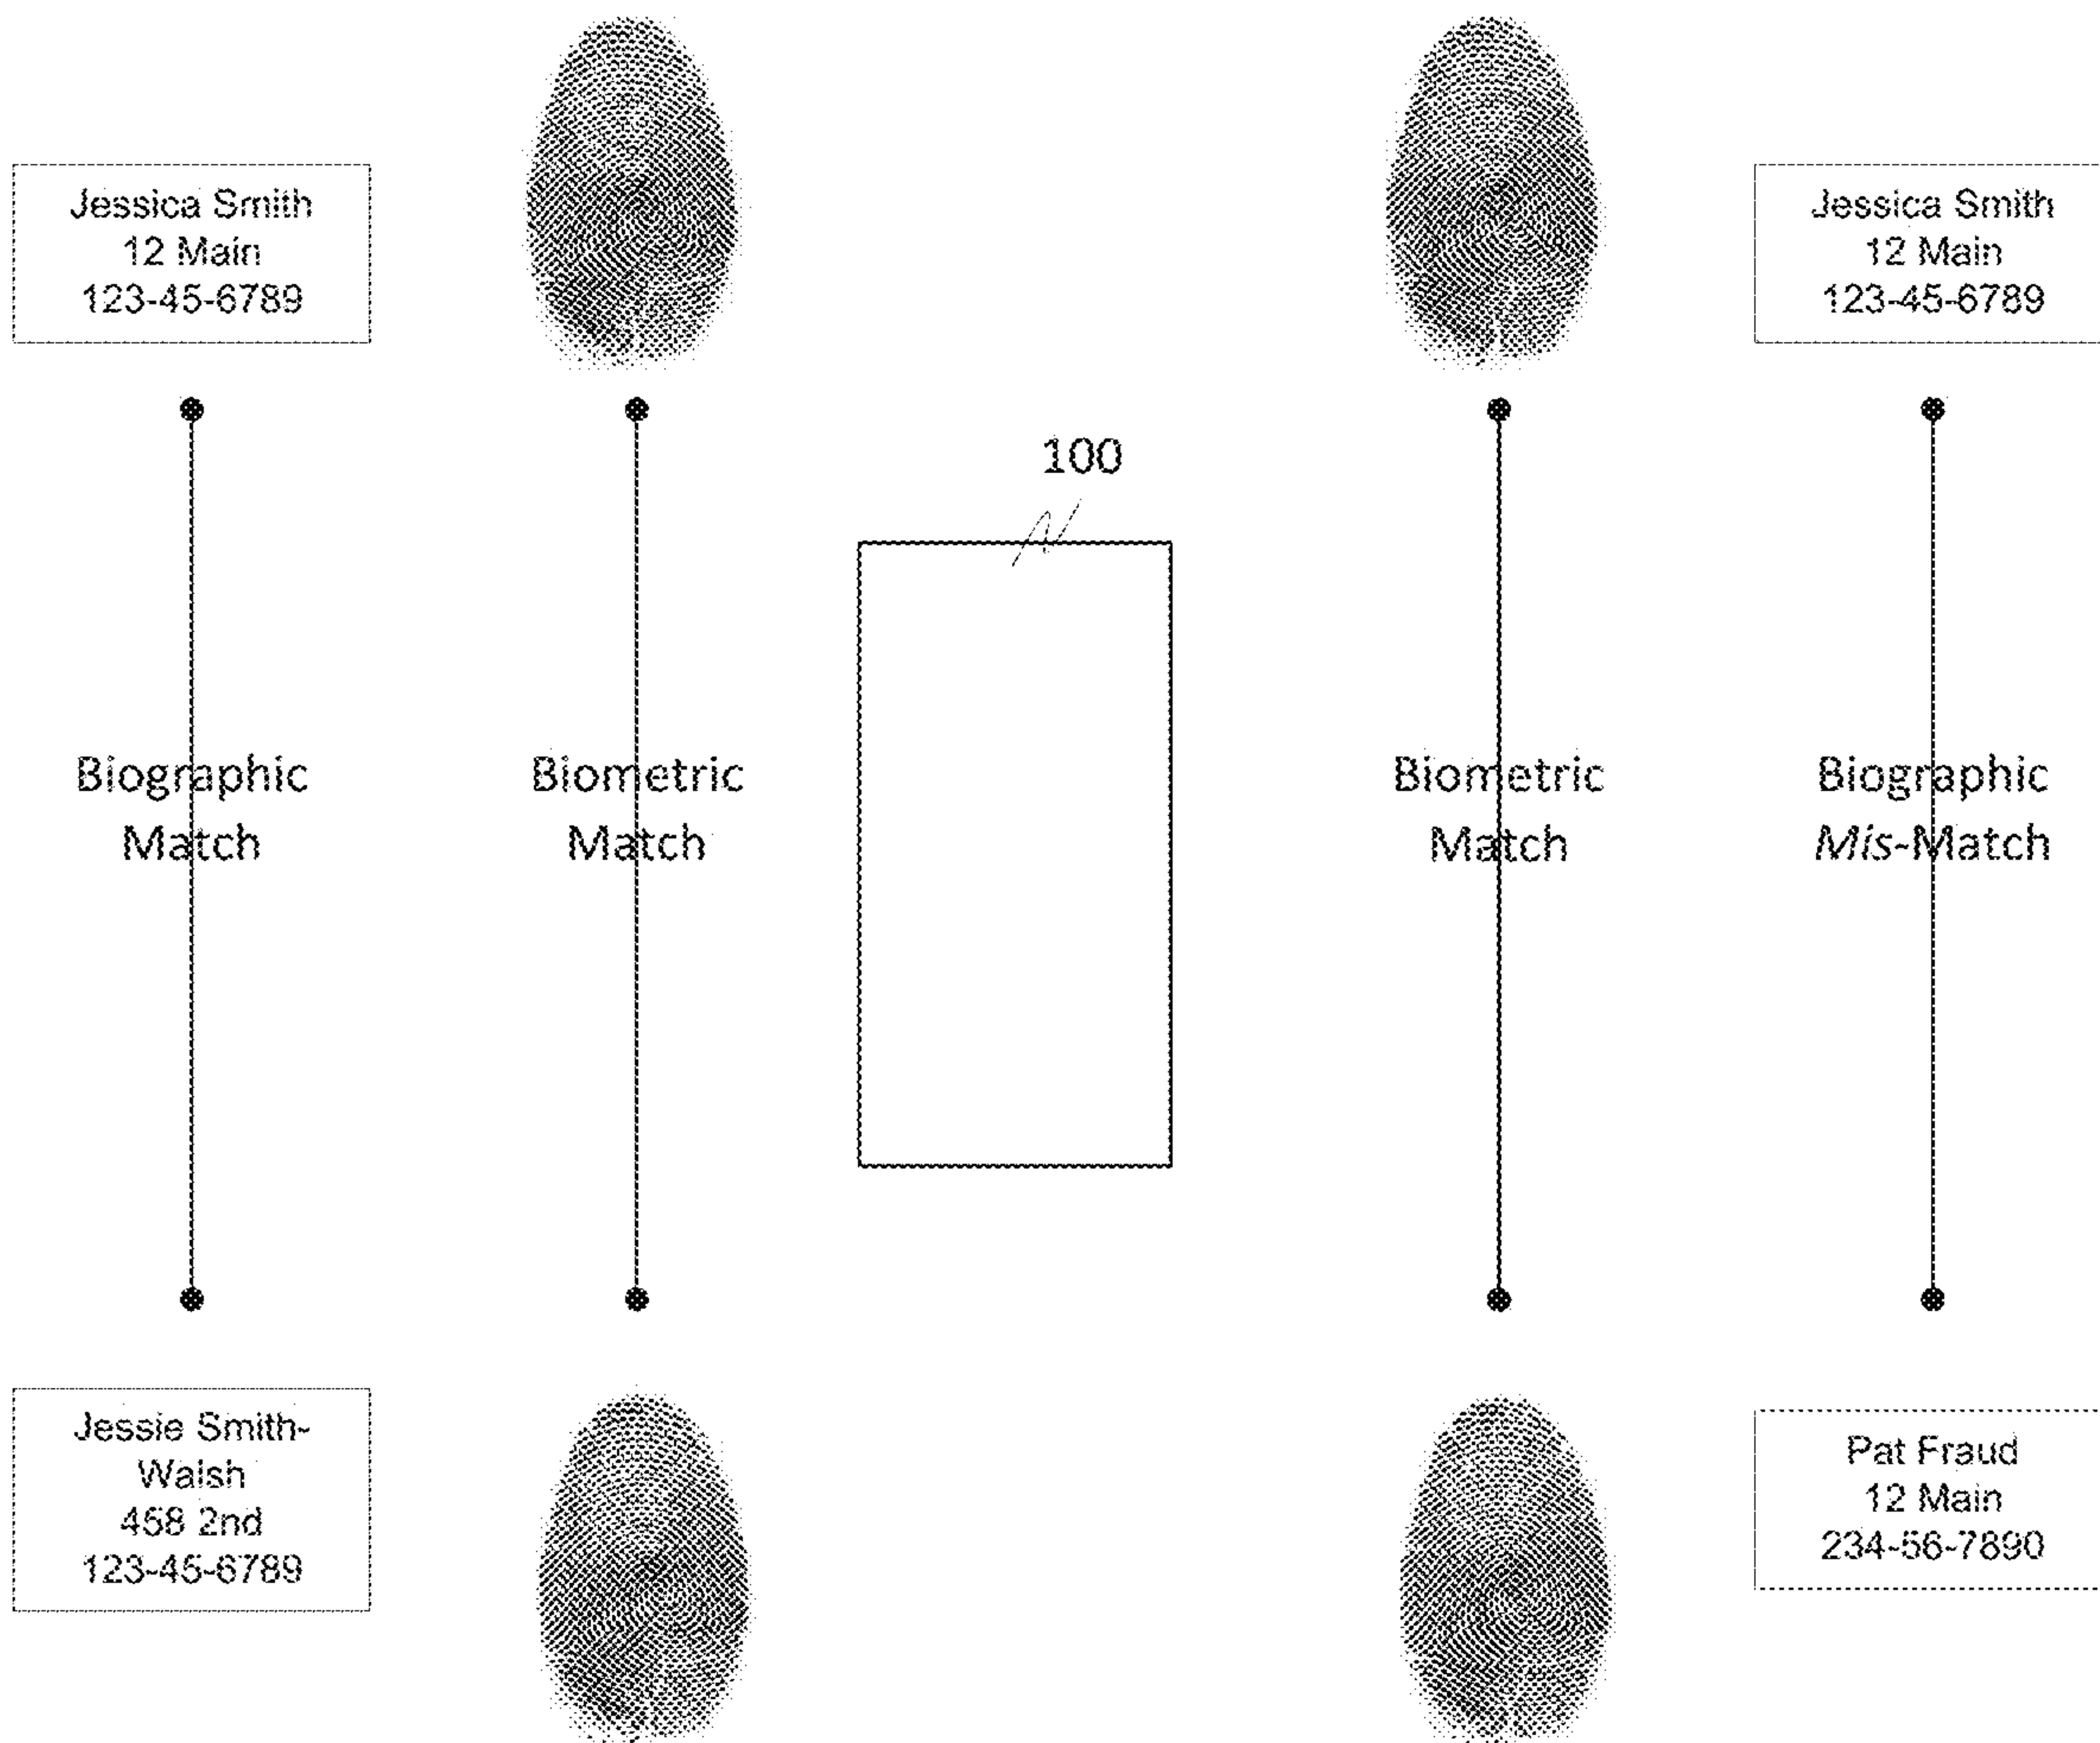 Jessica Smith
12 Main
123-45-6789
Jessica Smith
12 Main
123-45-6789
100
Biographic
Match
Biometric
Match
Biometric
Match
Biographic
Mis-Match
Jessie Smith-
Walsh
458 2nd
123-45-6789
Pat Fraud
12 Main
234-56-7890